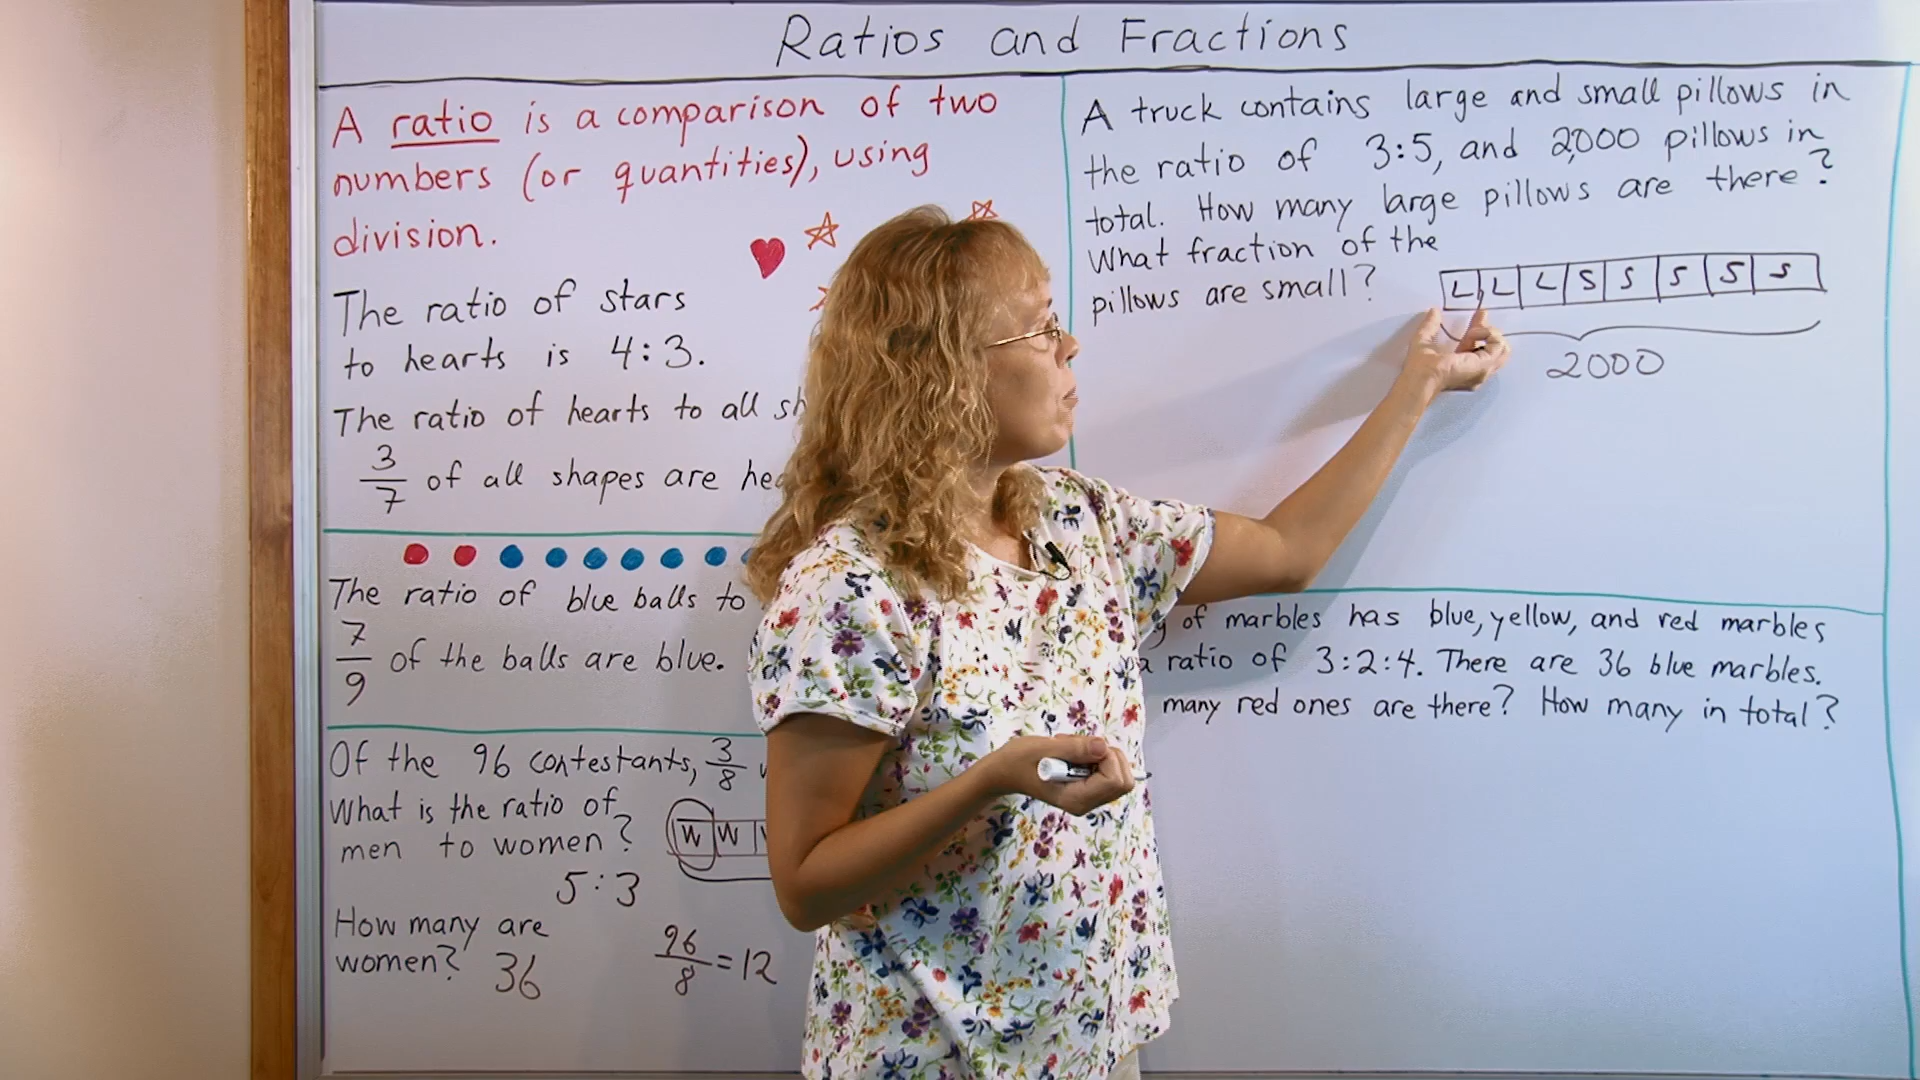 Ratios and Fractions
A ratio is a comparison of two
numbers (or quantities), using
division.
The ratio of stars
to hearts is 4:3.
The ratio of hearts to all
3/7 of all shapes are
The ratio of blue balls to
7/9 of the balls are blue.
Of the 96 contestants, 3/8
What is the ratio of
men to women?
W W
5:3
How many are
women? 36
96/8 = 12
A truck contains large and small pillows in
the ratio of 3:5, and 2,000 pillows in
total. How many large pillows are there?
What fraction of the
pillows are small?
L L L S S S S S
2000
of marbles has blue, yellow, and red marbles
a ratio of 3:2:4. There are 36 blue marbles.
many red ones are there? How many in total?